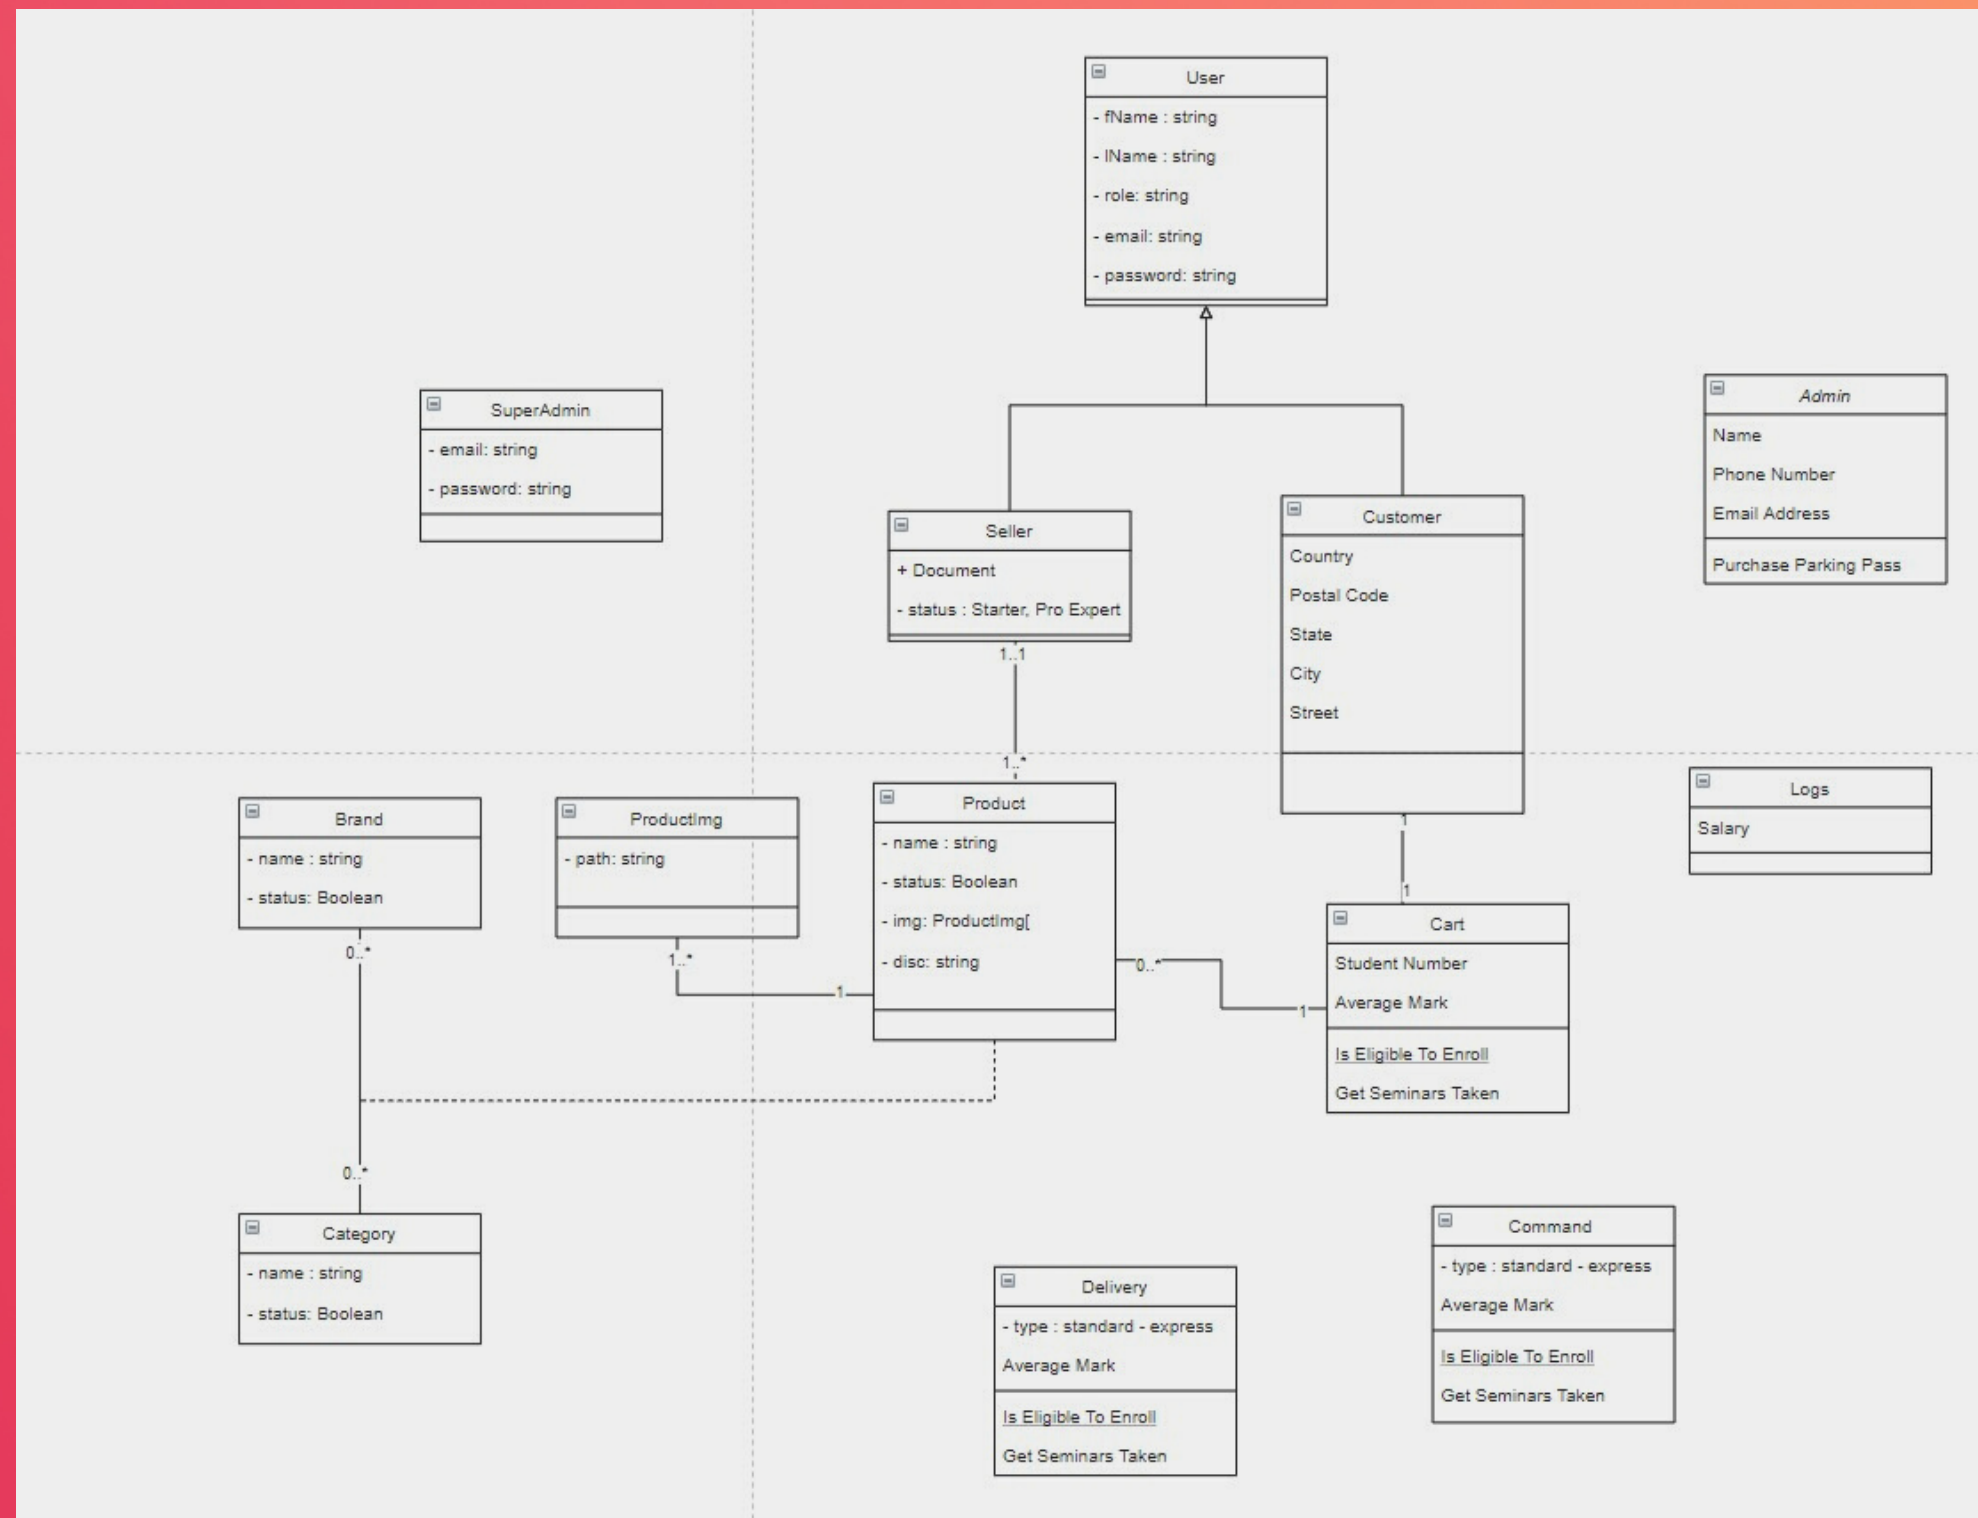 User
- fName : string
- lName : string
- role: string
- email: string
- password: string
SuperAdmin
- email: string
- password: string
Admin
Name
Phone Number
Email Address
Purchase Parking Pass
Seller
+ Document
- status : Starter, Pro Expert
1..1
1..*
Customer
Country
Postal Code
State
City
Street
1
1
Brand
- name : string
- status: Boolean
0..*
0..*
ProductImg
- path: string
1..*
1
Product
- name : string
- status: Boolean
- img: ProductImg[
- disc: string
0..*
1
Logs
Salary
Cart
Student Number
Average Mark
Is Eligible To Enroll
Get Seminars Taken
Category
- name : string
- status: Boolean
Delivery
- type : standard - express
Average Mark
Is Eligible To Enroll
Get Seminars Taken
Command
- type : standard - express
Average Mark
Is Eligible To Enroll
Get Seminars Taken